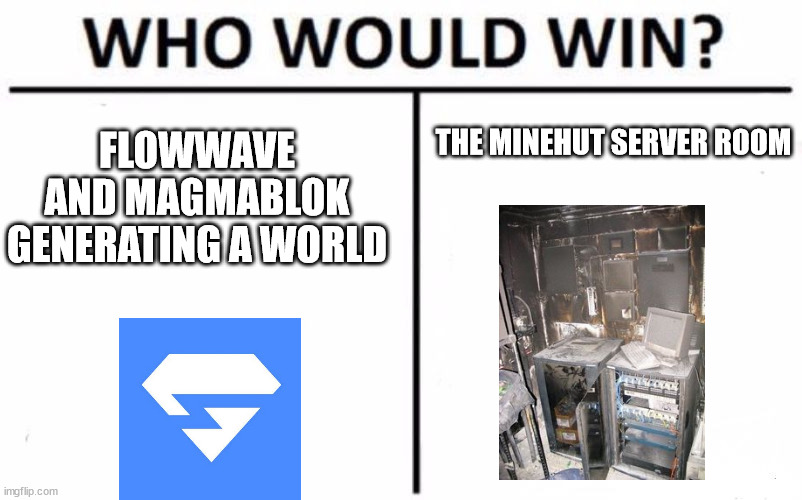 WHO WOULD WIN?
FLOWWAVE
AND MAGMABLOK
GENERATING A WORLD
THE MINEHUT SERVER ROOM
imgflip.com